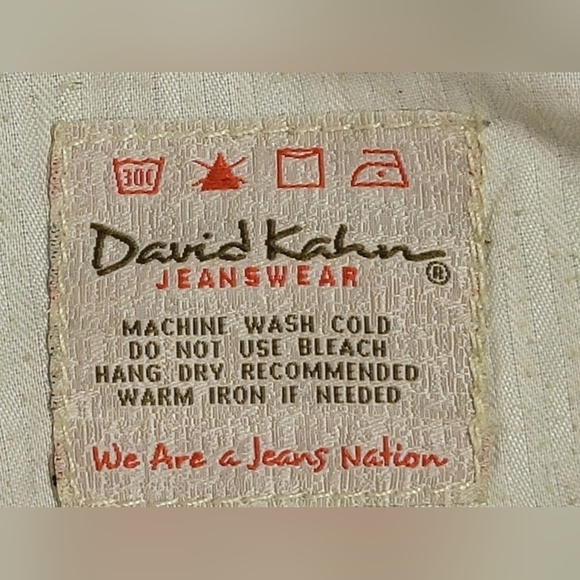 30C
David Kahn ®
JEANSWEAR
MACHINE WASH COLD
DO NOT USE BLEACH
HANG DRY RECOMMENDED
WARM IRON IF NEEDED
We Are a Jeans Nation